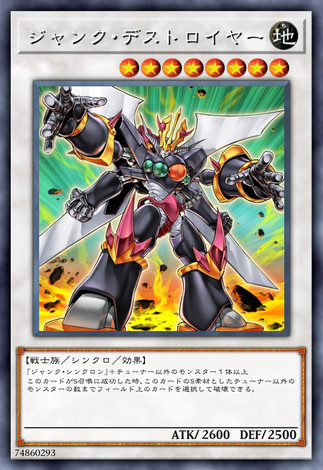 ジャンク・デストロイヤー
地
【戦士族／シンクロ／効果】
「ジャンク・シンクロン」＋チューナー以外のモンスター１体以上
このカードがS召喚に成功した時、このカードのS素材としたチューナー以外の
モンスターの数までフィールド上のカードを選択して破壊できる。
ATK/ 2600 DEF/2500
74860293